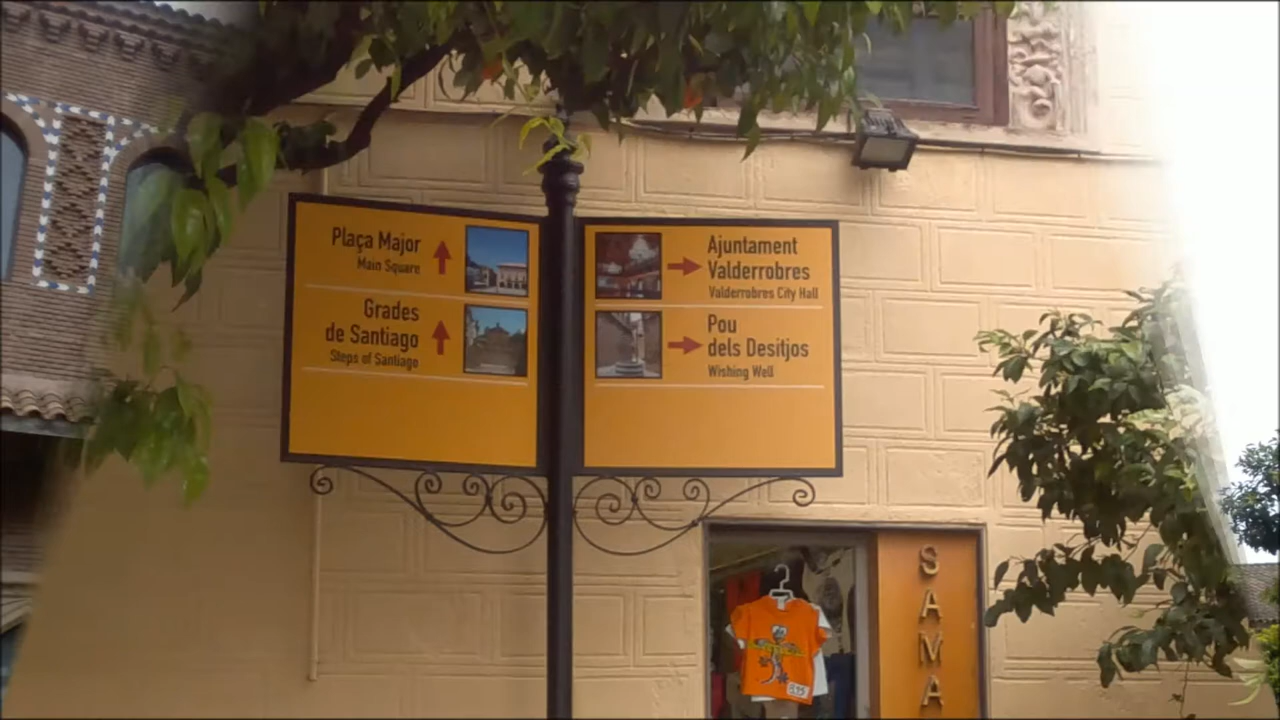 Plaça Major
Main Square
Grades
de Santiago
Steps of Santiago
Ajuntament
Valderrobres
Valderrobres City Hall
Pou
dels Desitjos
Wishing Well
SAMA